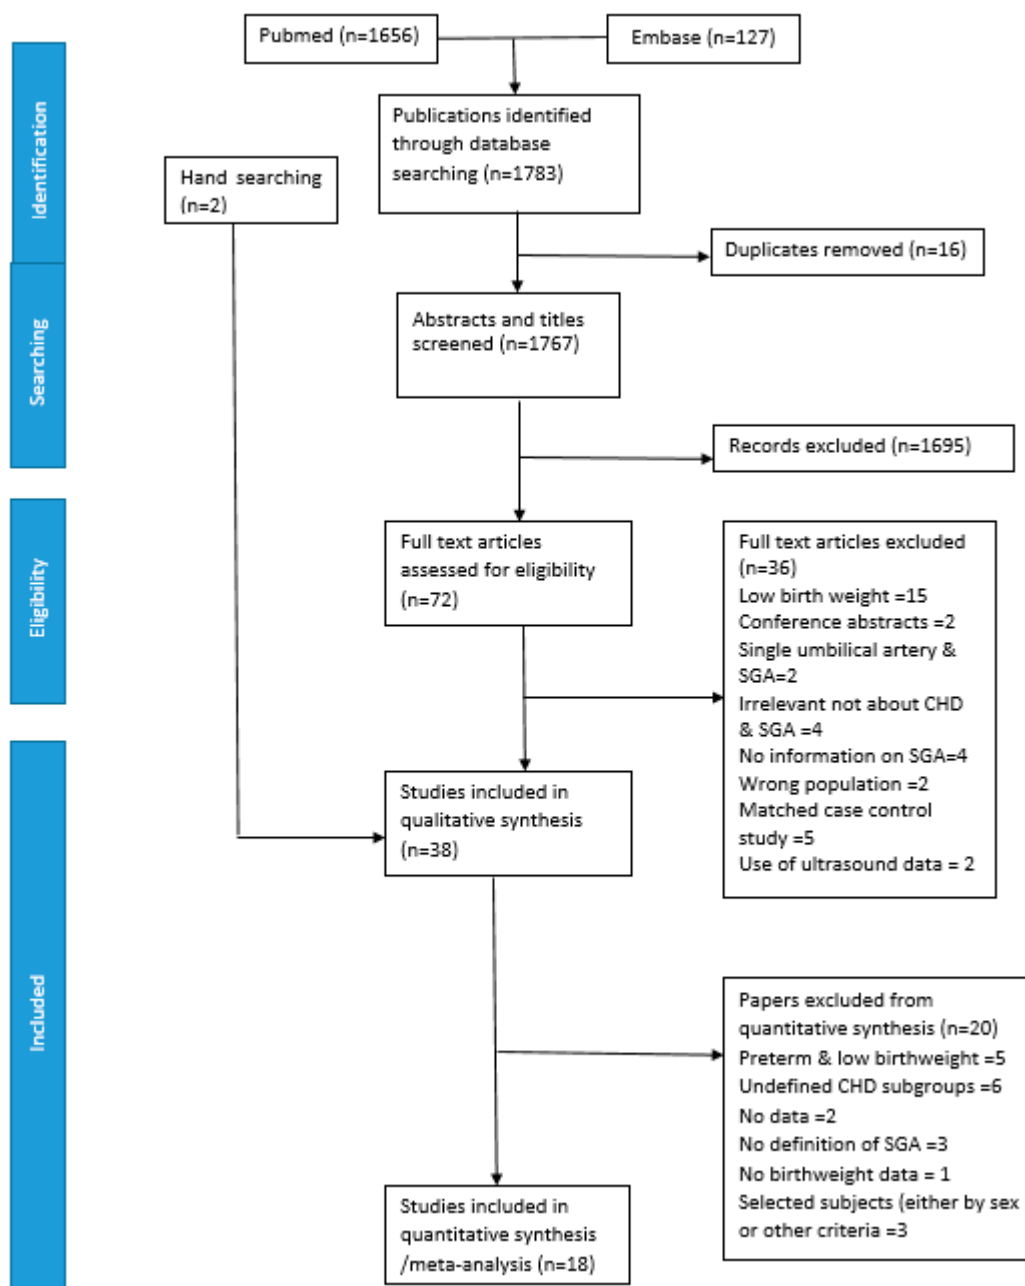 Pubmed (n=1656)
Embase (n=127)
Identification
Publications identified
through database
searching (n=1783)
Hand searching
(n=2)
Duplicates removed (n=16)
Searching
Abstracts and titles
screened (n=1767)
Records excluded (n=1695)
Eligibility
Full text articles
assessed for eligibility
(n=72)
Full text articles excluded
(n=36)
Low birth weight =15
Conference abstracts =2
Single umbilical artery &
SGA=2
Irrelevant not about CHD
& SGA =4
No information on SGA=4
Wrong population =2
Matched case control
study =5
Use of ultrasound data = 2
Included
Studies included in
qualitative synthesis
(n=38)
Papers excluded from
quantitative synthesis (n=20)
Preterm & low birthweight =5
Undefined CHD subgroups =6
No data =2
No definition of SGA =3
No birthweight data = 1
Selected subjects (either by sex
or other criteria =3
Studies included in
quantitative synthesis
/meta-analysis (n=18)